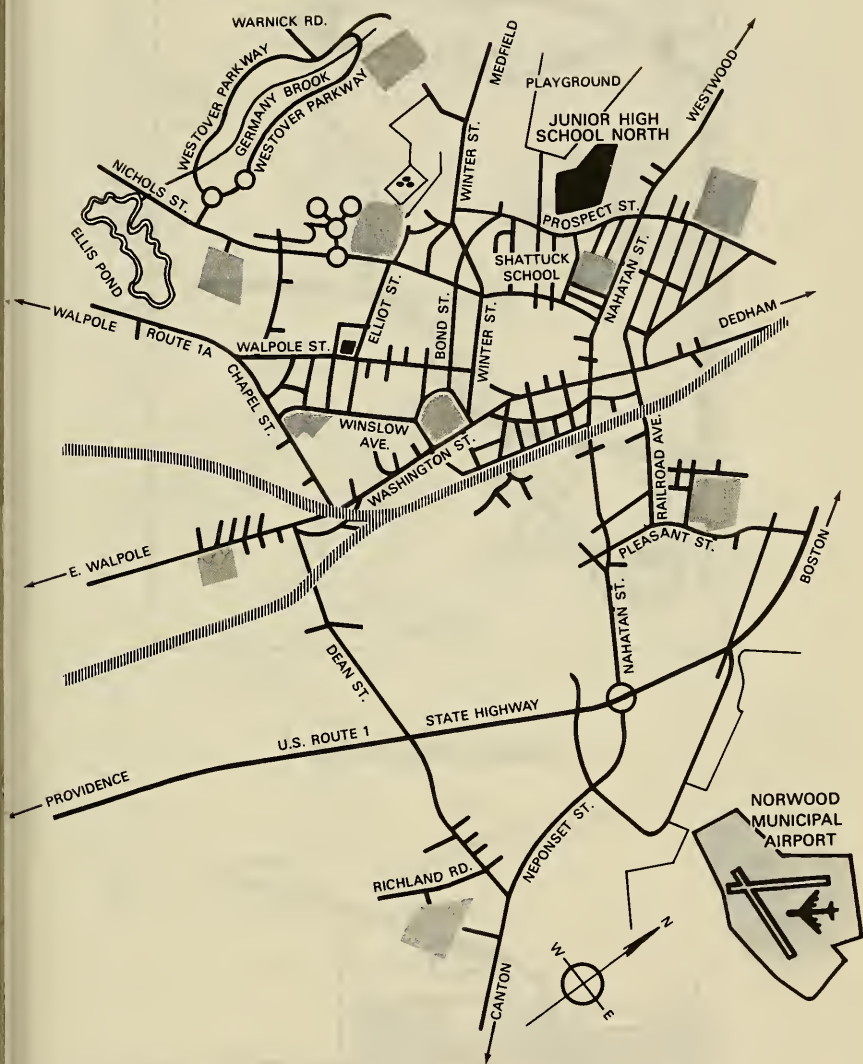 WARNICK RD.
WESTOVER PARKWAY
GERMANY BROOK
WESTOVER PARKWAY
MEDFIELD
PLAYGROUND
WESTWOOD
JUNIOR HIGH
SCHOOL NORTH
WINTER ST.
NICHOLS ST.
PROSPECT ST.
ELLIS POND
SHATTUCK
SCHOOL
NAHATAN ST.
WALPOLE
ROUTE 1A
WALPOLE ST.
ELLIOT ST.
BOND ST.
WINTER ST.
DEDHAM
CHAPEL ST.
WINSLOW
AVE.
WASHINGTON ST.
RAILROAD AVE.
E. WALPOLE
PLEASANT ST.
BOSTON
NAHATAN ST.
DEAN ST.
STATE HIGHWAY
U.S. ROUTE 1
PROVIDENCE
NORWOOD
MUNICIPAL
AIRPORT
NEPONSET ST.
RICHLAND RD.
N
W
E
CANTON